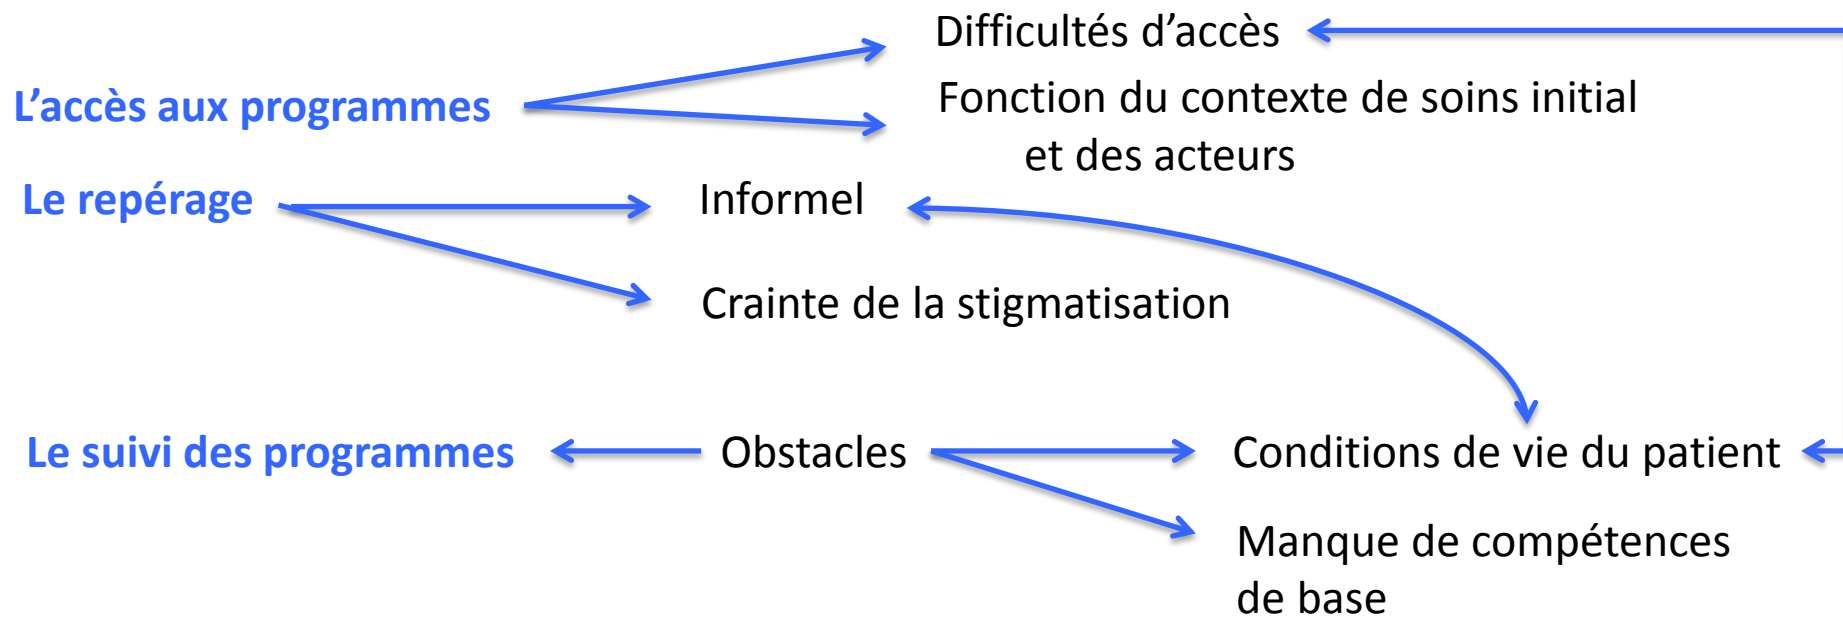 Difficultés d’accès
L’accès aux programmes
Fonction du contexte de soins initial
et des acteurs
Le repérage
Informel
Crainte de la stigmatisation
Le suivi des programmes
Obstacles
Conditions de vie du patient
Manque de compétences
de base